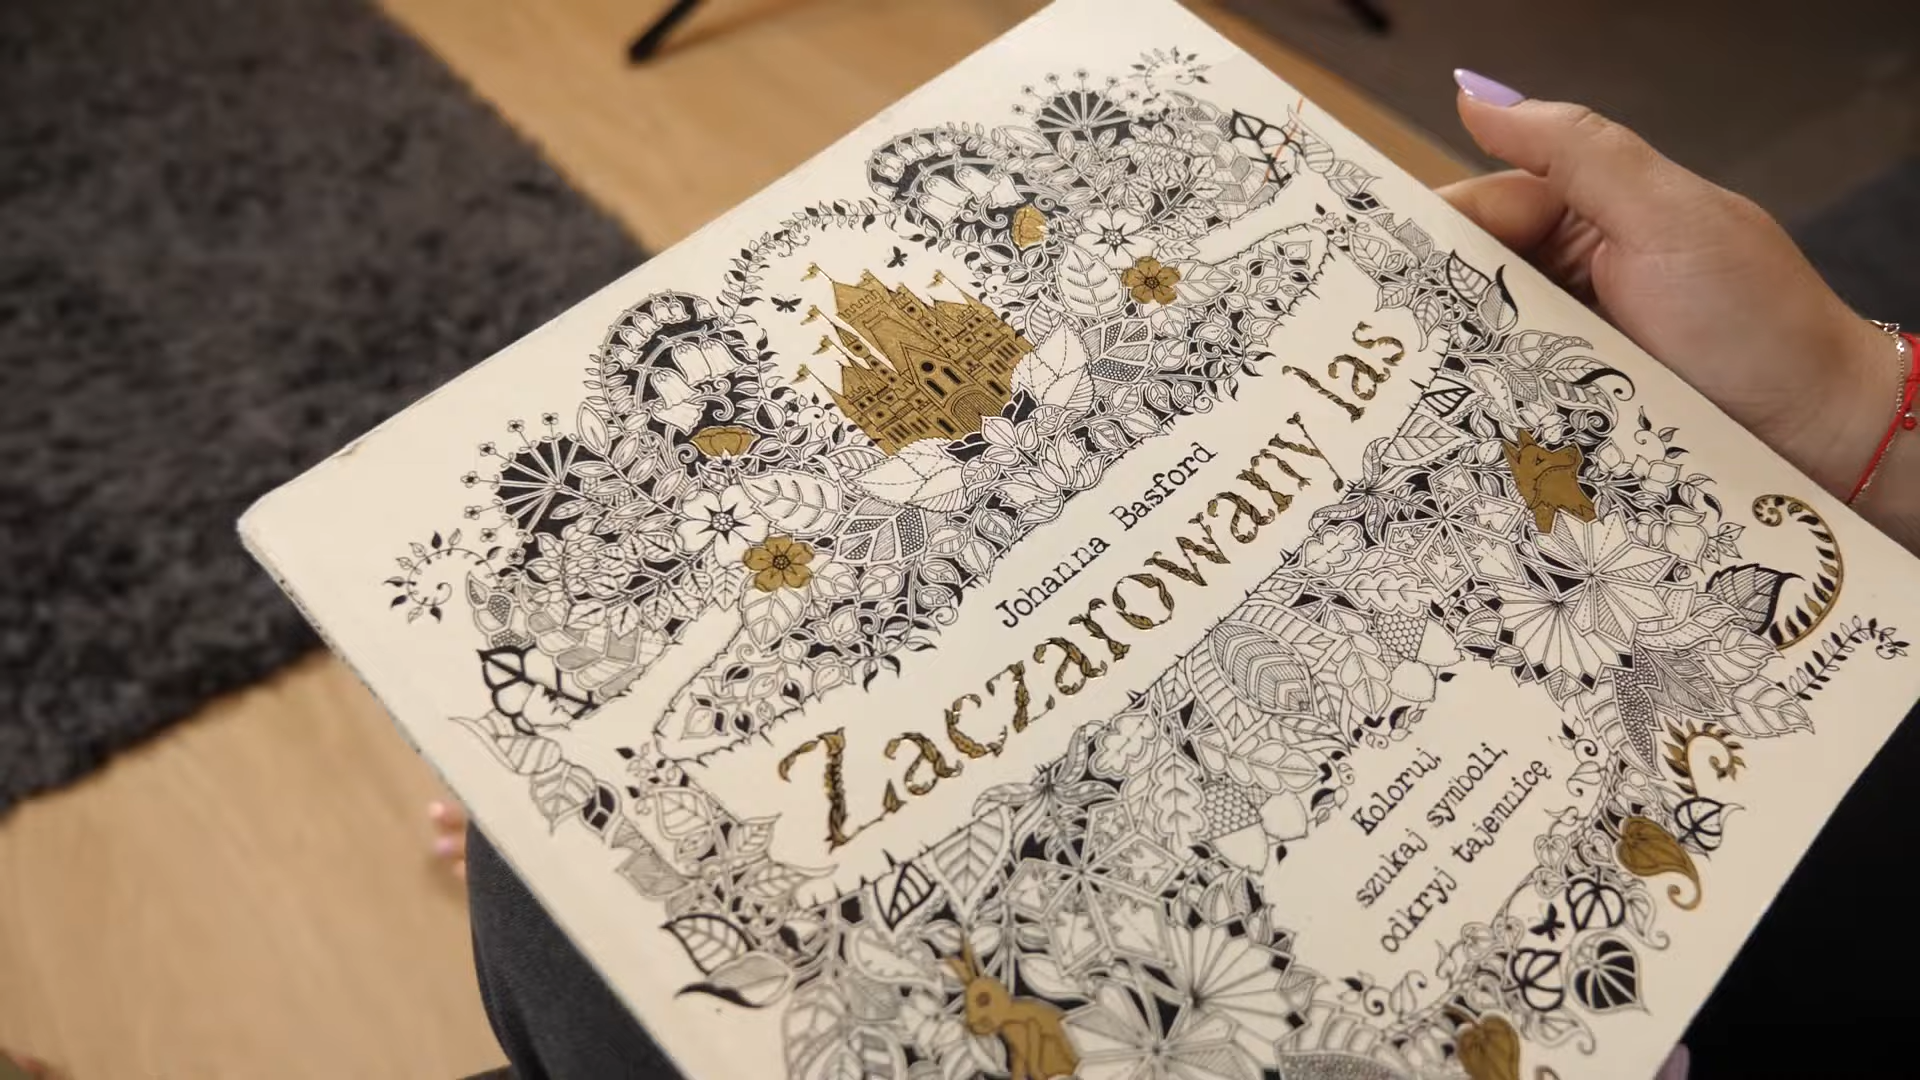 Johanna Basford
Zaczarowany las
Koloruj,
szukaj symboli,
odkryj tajemnicę